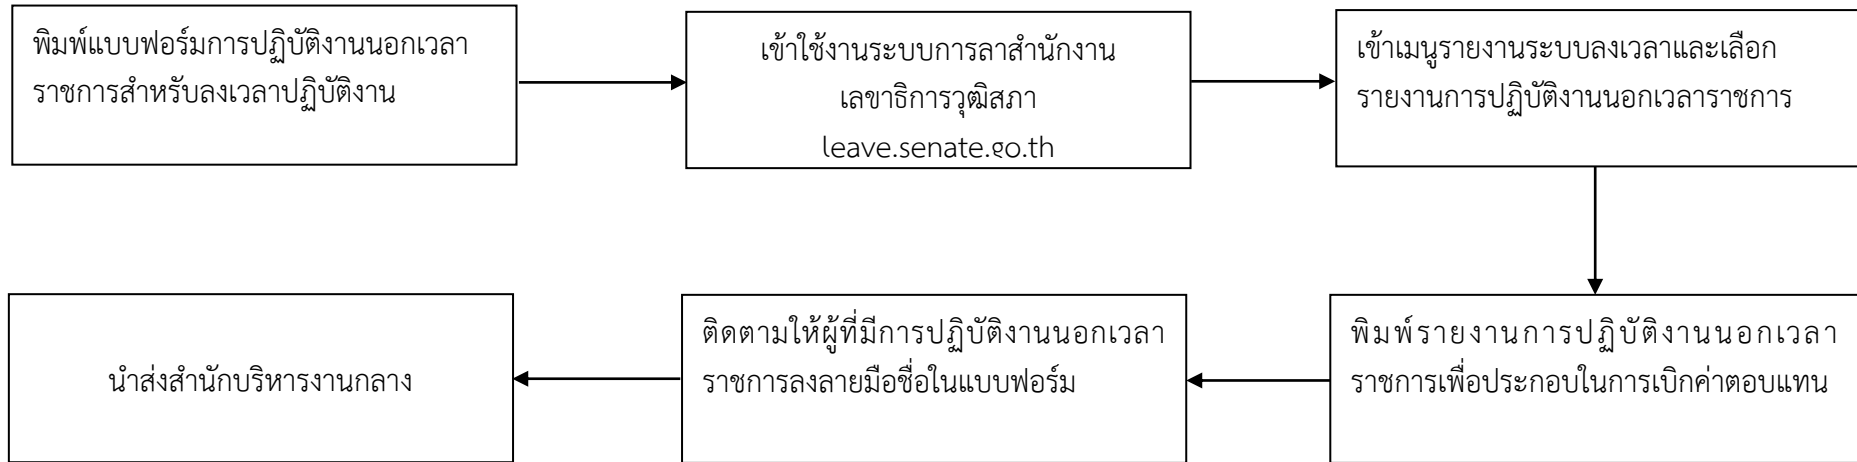 พิมพ์แบบฟอร์มการปฏิบัติงานนอกเวลา
ราชการสำหรับลงเวลาปฏิบัติงาน
เข้าใช้งานระบบการลาสำนักงาน
เลขาธิการวุฒิสภา
leave.senate.go.th
เข้าเมนูรายงานระบบลงเวลาและเลือก
รายงานการปฏิบัติงานนอกเวลาราชการ
พิมพ์รายงานการปฏิบัติงานนอกเวลา
ราชการเพื่อประกอบในการเบิกค่าตอบแทน
ติดตามให้ผู้ที่มีการปฏิบัติงานนอกเวลา
ราชการลงลายมือชื่อในแบบฟอร์ม
นำส่งสำนักบริหารงานกลาง